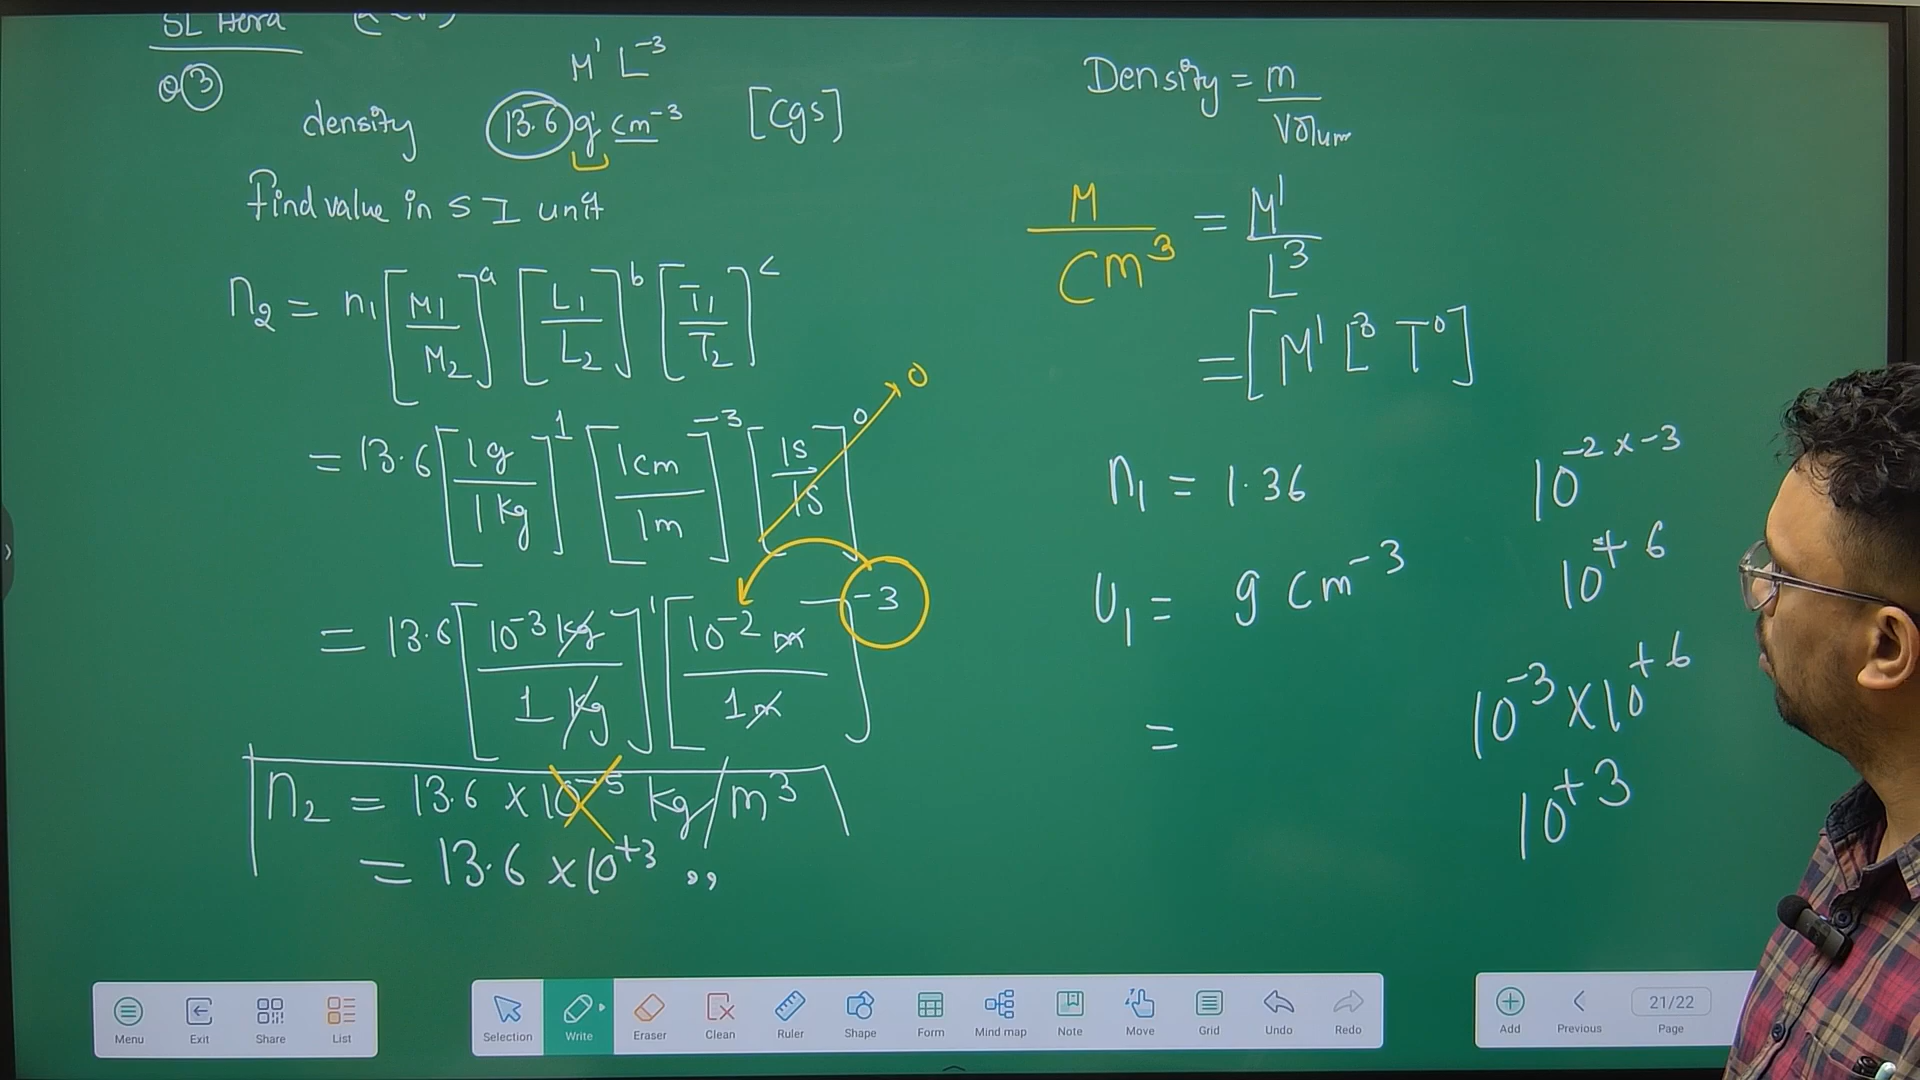 SL Arora
Q③
M¹ L⁻³
density 13.6 g cm⁻³ [cgs]
find value in S I unit
n₂ = n₁ [M₁/M₂]ᵃ [L₁/L₂]ᵇ [T₁/T₂]ᶜ
= 13.6 [1g/1kg]¹ [1cm/1m]⁻³ [1s/1s]⁰ 0
= 13.6 [10⁻³ kg/1 kg]¹ [10⁻² m/1m]⁻³
n₂ = 13.6 × 10⁻⁵ kg/m³
= 13.6 × 10⁺³ ,,
Density = m/Volum
M/Cm³ = M¹/L³
= [M¹ L⁻³ T⁰]
n₁ = 1.36
U₁ = g cm⁻³
=
10⁻²ˣ⁻³
10⁺⁶
10⁻³ × 10⁺⁶
10⁺³
Menu Exit Share List
Selection Write Eraser Clean Ruler Shape Form Mind map Note Move Grid Undo Redo
21/22
Add Previous Page